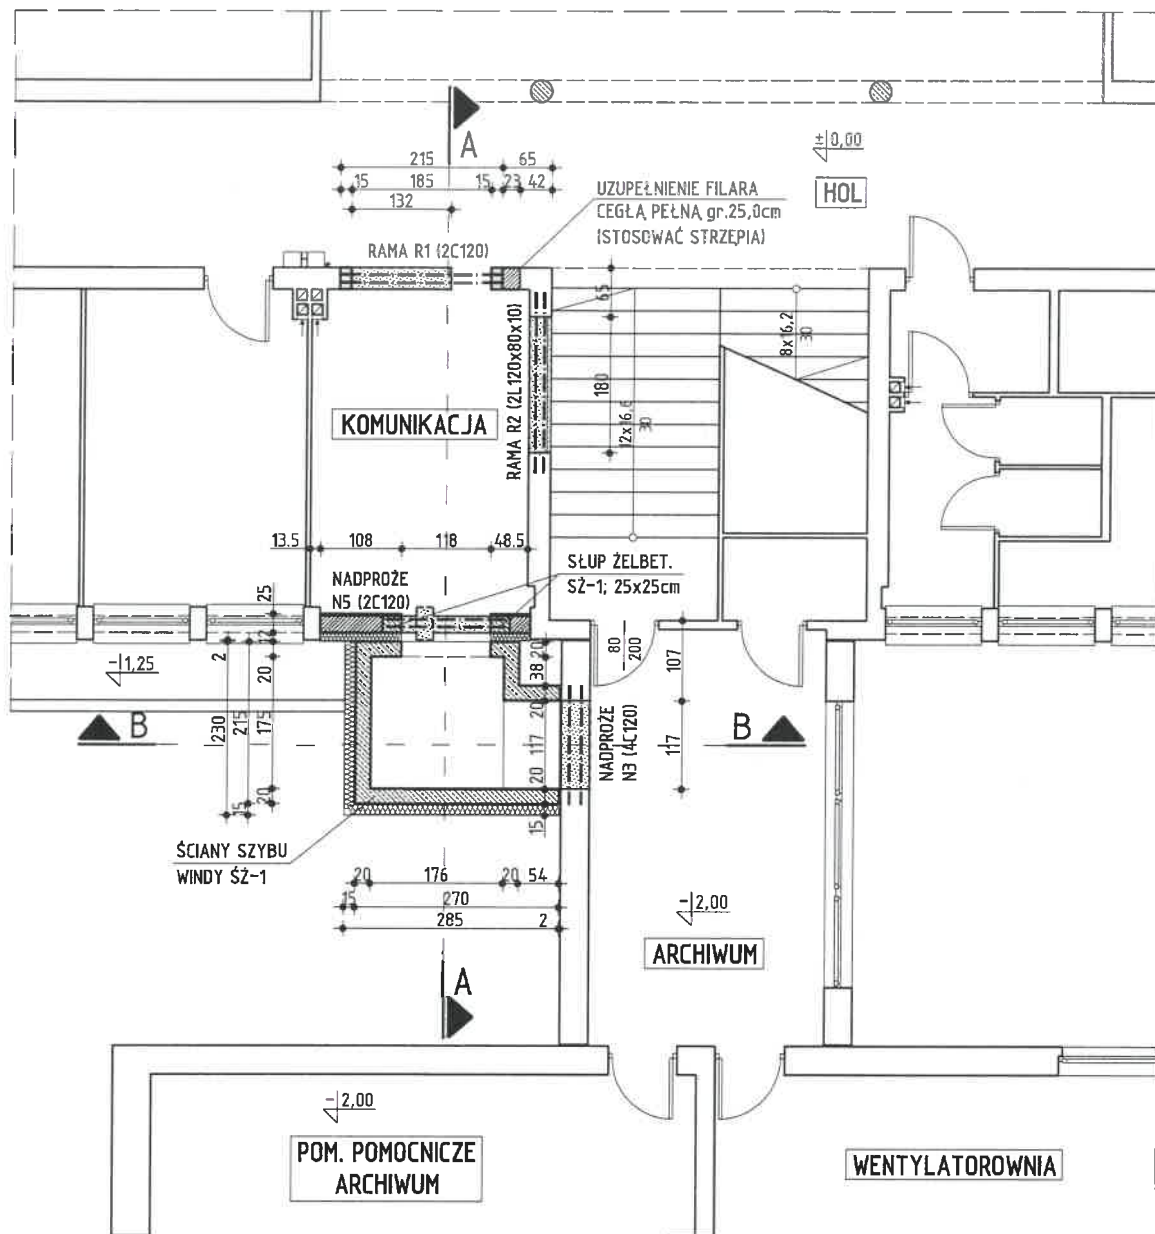 A
215
65
15
185
15
23
42
132
±0,00
HOL
UZUPEŁNIENIE FILARA
CEGŁĄ PEŁNĄ gr.25,0cm
(STOSOWAĆ STRZĘPIA)
RAMA R1 (2C120)
65
8x16,2
30
180
RAMA R2 (2L120x80x10)
12x16,6
30
KOMUNIKACJA
13.5
108
118
48.5
NADPROŻE
N5 (2C120)
SŁUP ŻELBET.
SŻ-1; 25x25cm
25
12
2
20
230
215
175
20
15
-1,25
B
20
38
20
117
20
15
80
200
107
117
NADPROŻE
N3 (4C120)
B
ŚCIANY SZYBU
WINDY ŚŻ-1
20
176
20
54
15
270
285
2
-2,00
ARCHIWUM
A
-2,00
POM. POMOCNICZE
ARCHIWUM
WENTYLATOROWNIA